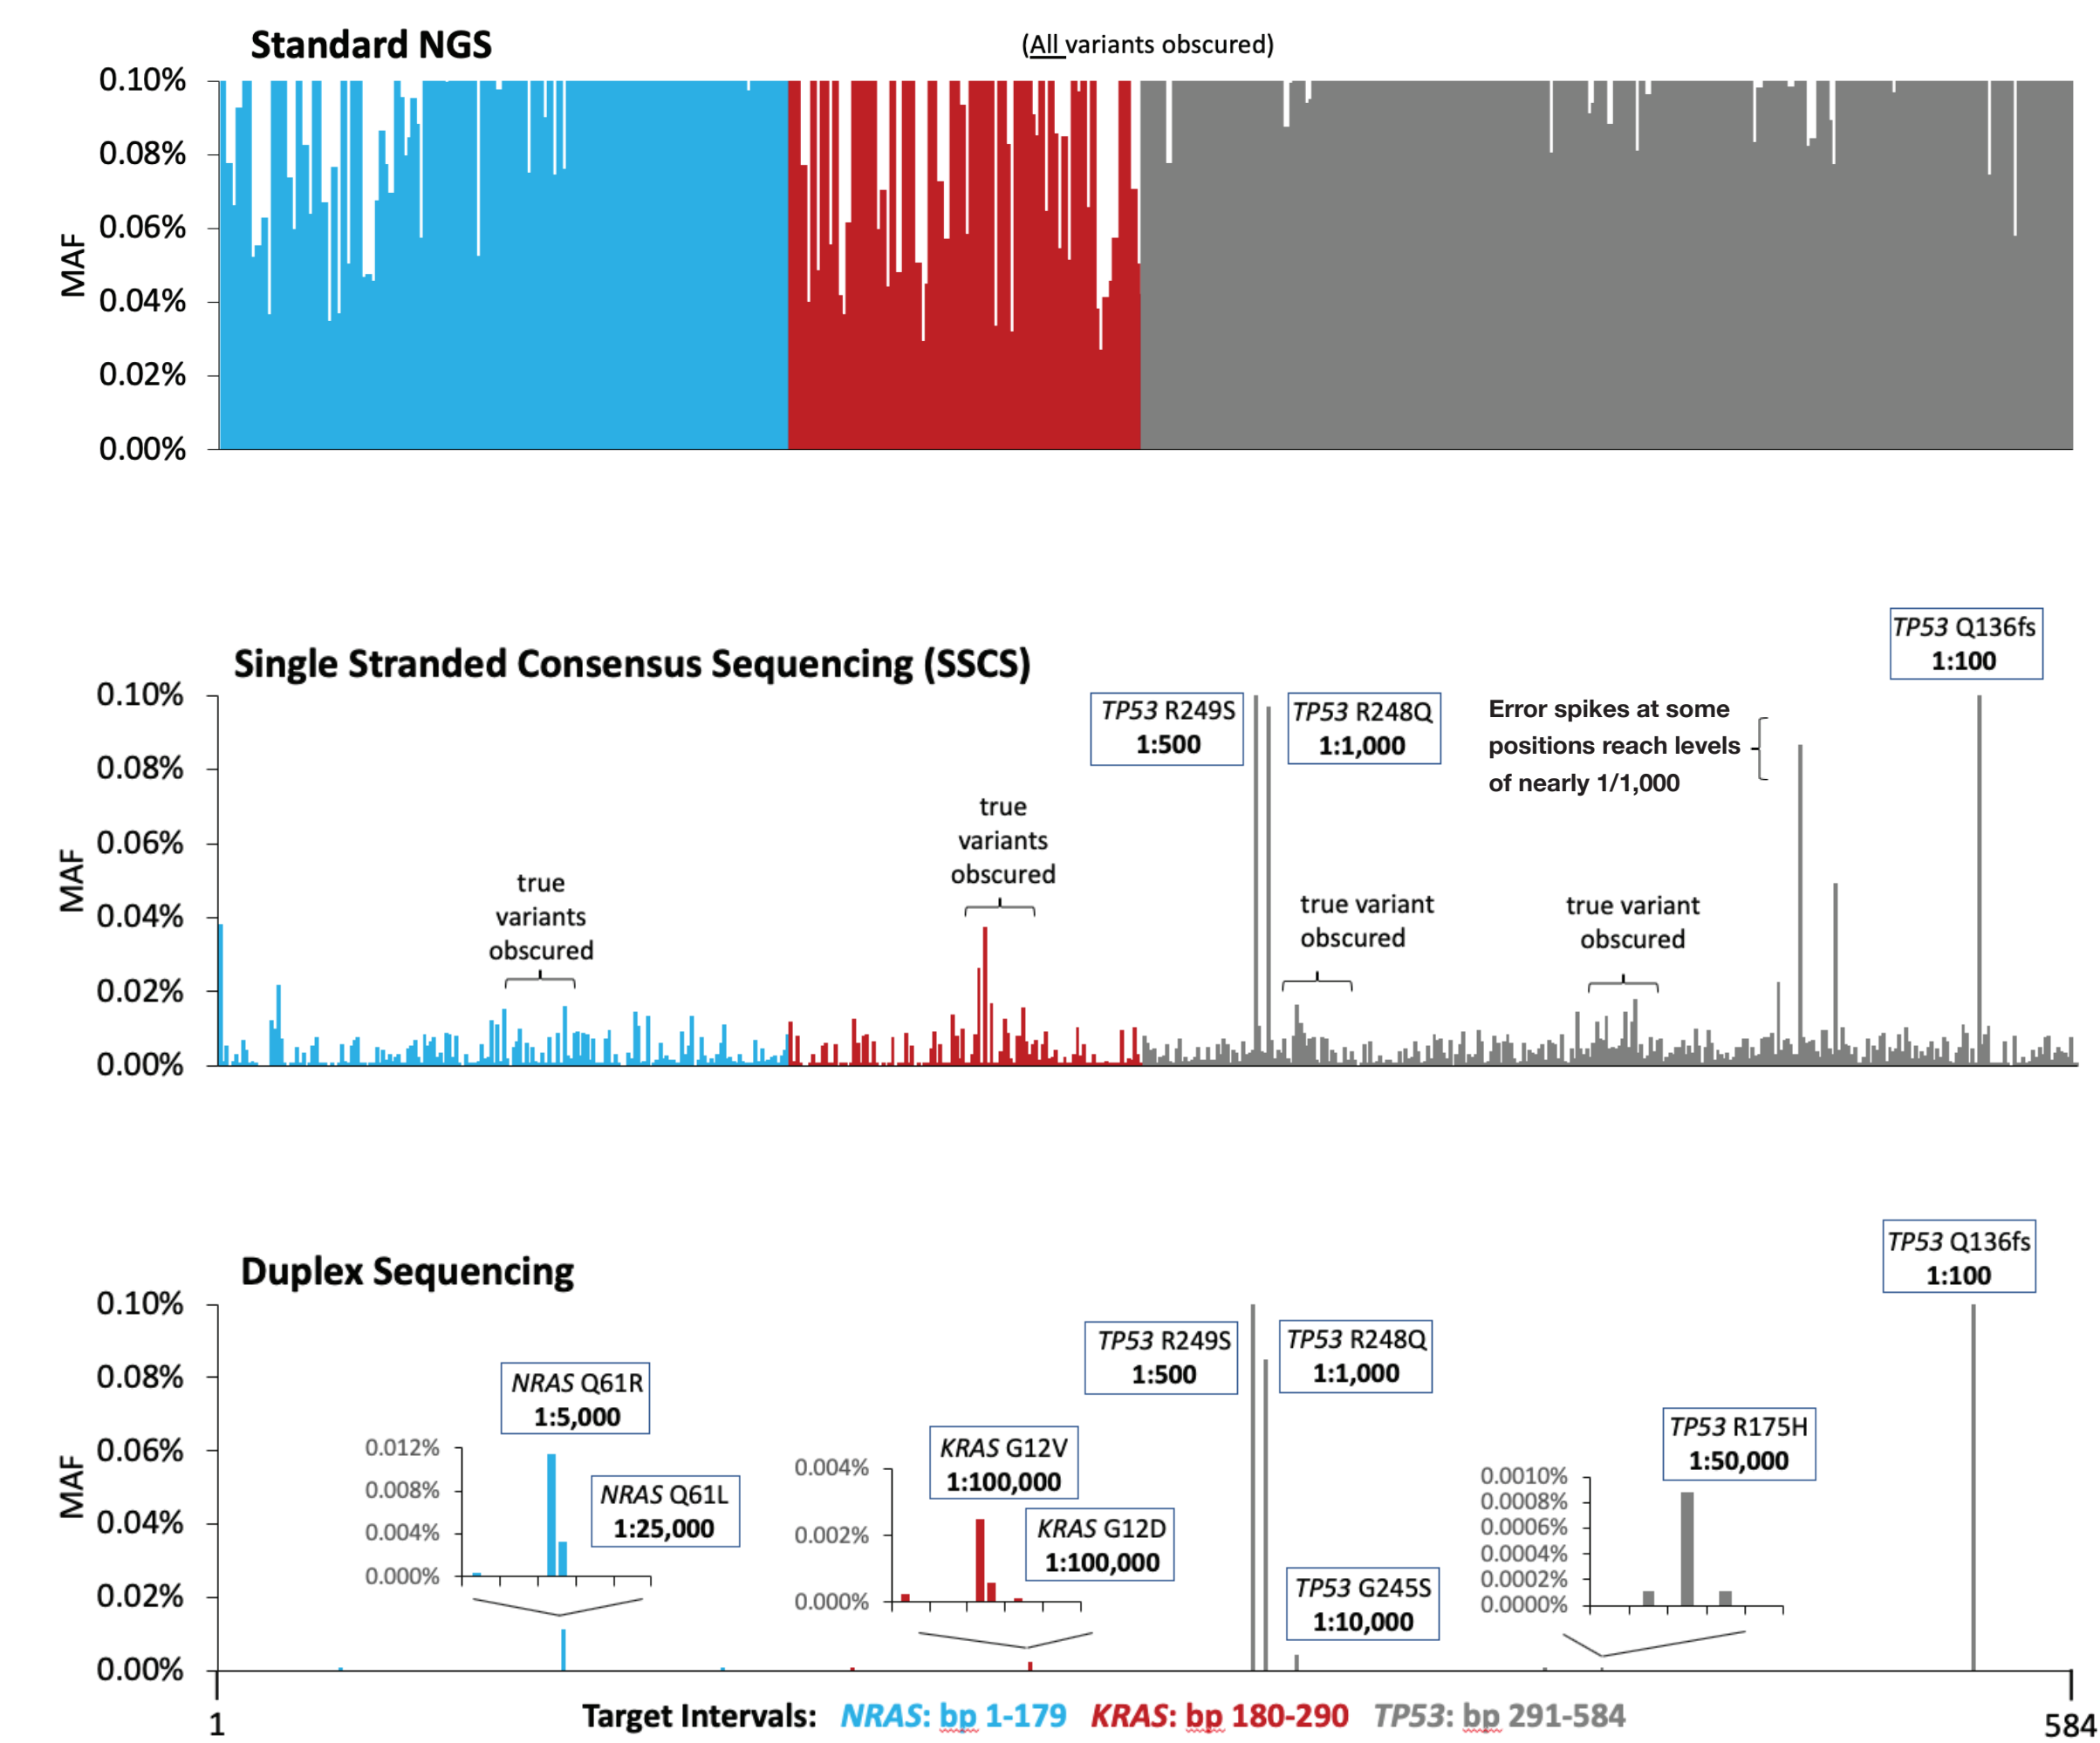 Standard NGS
(All variants obscured)
0.10%
0.08%
0.06%
0.04%
0.02%
0.00%
MAF
Single Stranded Consensus Sequencing (SSCS)
0.10%
0.08%
0.06%
0.04%
0.02%
0.00%
MAF
true
variants
obscured
true
variants
obscured
TP53 R249S
1:500
TP53 R248Q
1:1,000
true variant
obscured
Error spikes at some
positions reach levels
of nearly 1/1,000
true variant
obscured
TP53 Q136fs
1:100
Duplex Sequencing
0.10%
0.08%
0.06%
0.04%
0.02%
0.00%
MAF
NRAS Q61R
1:5,000
NRAS Q61L
1:25,000
0.012%
0.008%
0.004%
0.000%
KRAS G12V
1:100,000
KRAS G12D
1:100,000
0.004%
0.002%
0.000%
TP53 R249S
1:500
TP53 R248Q
1:1,000
TP53 G245S
1:10,000
TP53 R175H
1:50,000
0.0010%
0.0008%
0.0006%
0.0004%
0.0002%
0.0000%
TP53 Q136fs
1:100
1
Target Intervals: NRAS: bp 1-179 KRAS: bp 180-290 TP53: bp 291-584
584